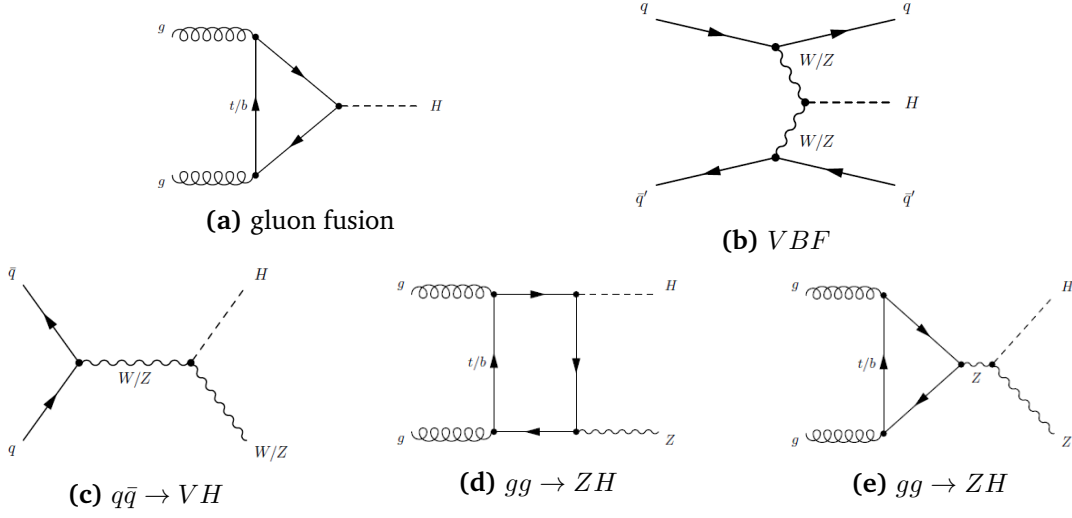 g
t/b
H
g
(a) gluon fusion
q
q
W/Z
H
W/Z
q̄′
q̄′
(b) VBF
q̄
H
W/Z
q
W/Z
(c) qq̄ → VH
g
H
t/b
g
Z
(d) gg → ZH
g
H
t/b
Z
g
Z
(e) gg → ZH